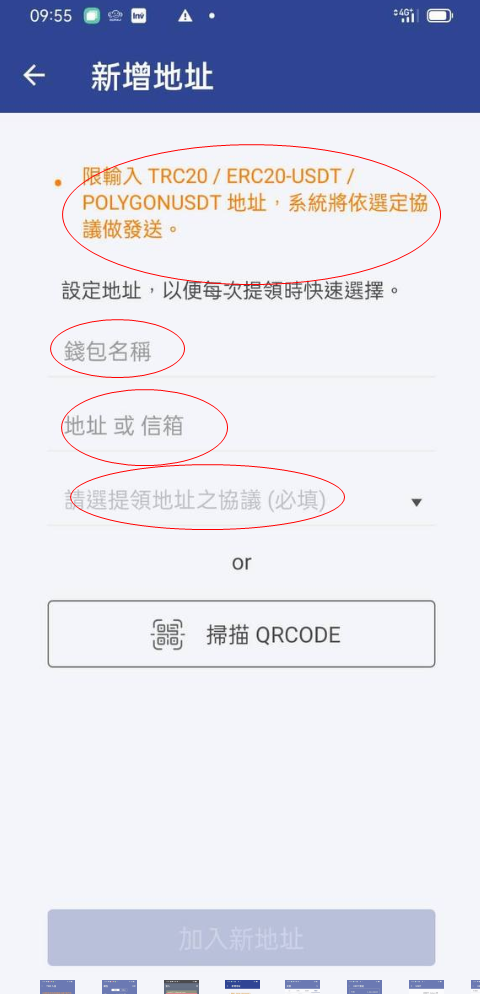 09:55
4G+
新增地址
限輸入 TRC20 / ERC20-USDT /
POLYGONUSDT 地址，系統將依選定協
議做發送。
設定地址，以便每次提領時快速選擇。
錢包名稱
地址 或 信箱
請選提領地址之協議 (必填)
or
掃描 QRCODE
加入新地址